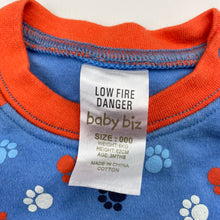 LOW FIRE
DANGER
baby biz
SIZE: 000
WEIGHT: 6KG
HEIGHT: 62CM
AGE: 3MTHS
MADE IN CHINA
COTTON